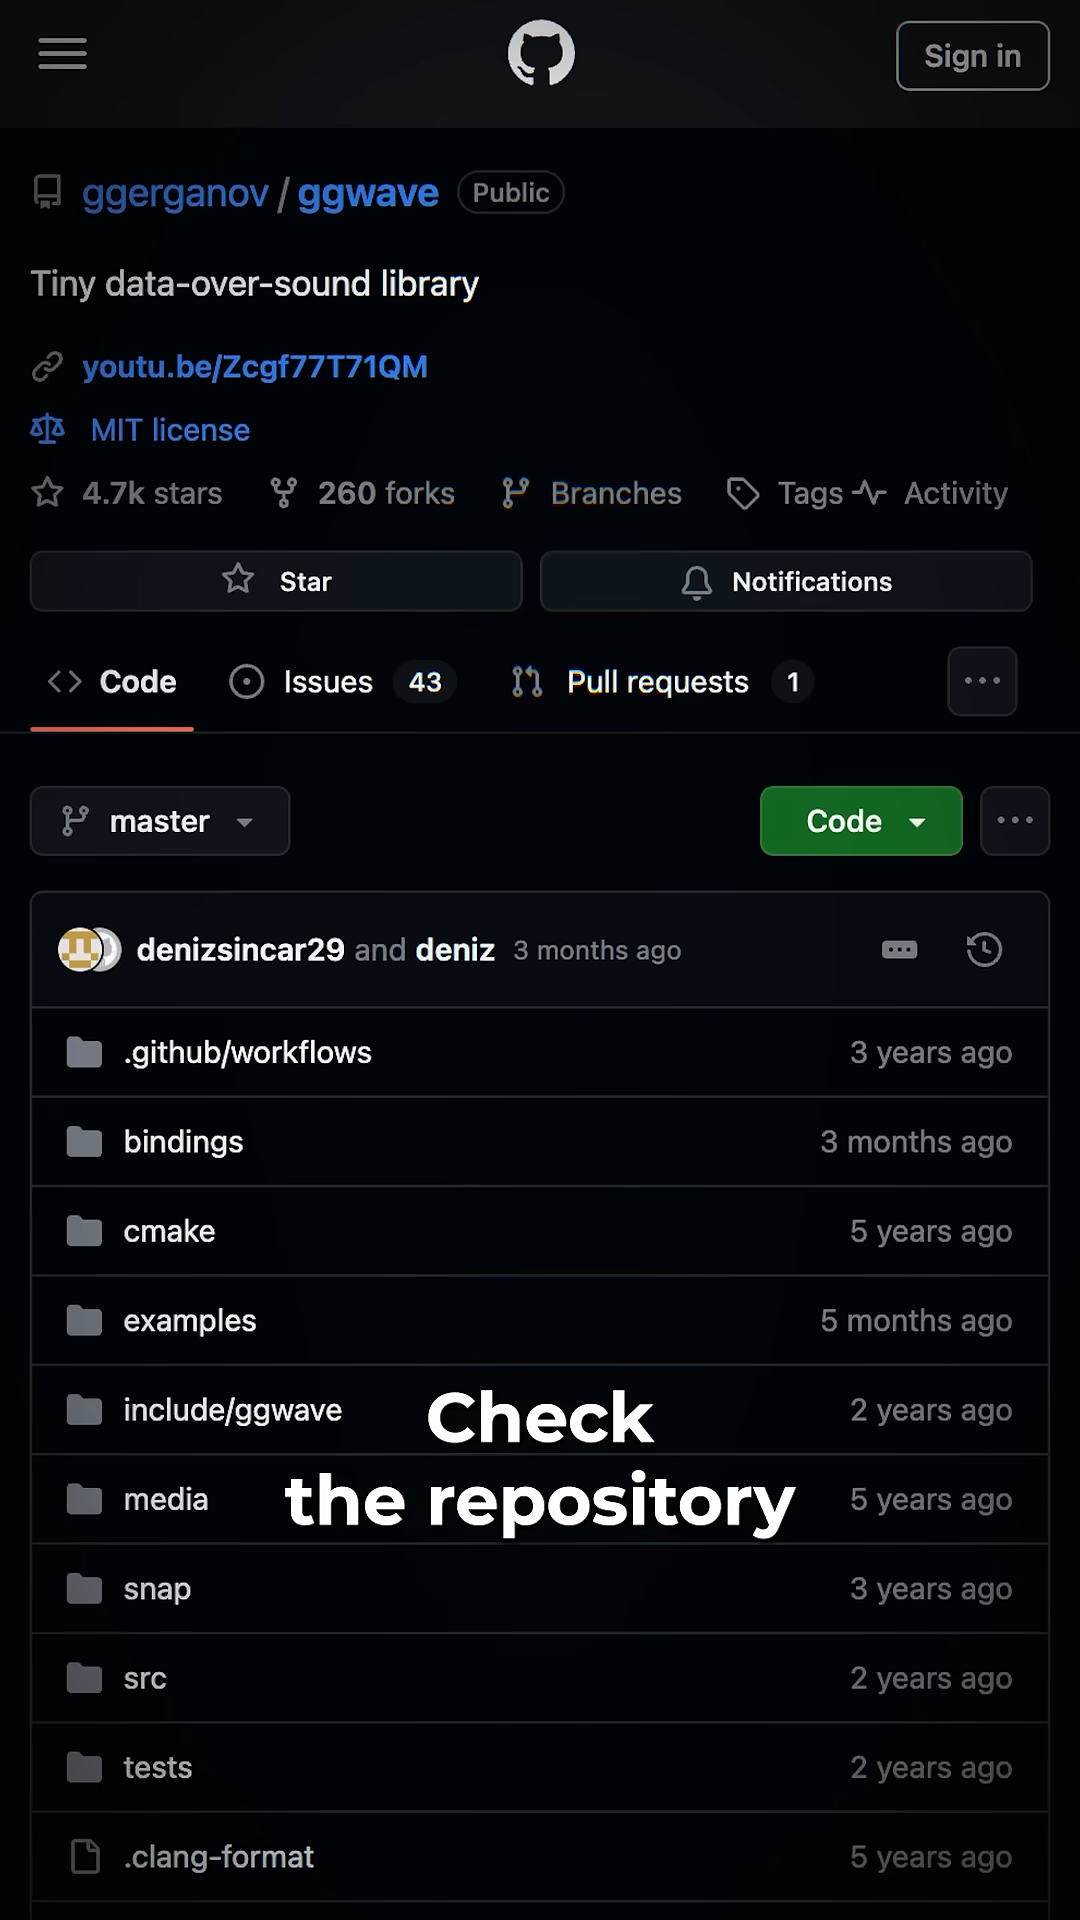 Sign in
ggerganov / ggwave Public
Tiny data-over-sound library
youtu.be/Zcgf77T71QM
MIT license
4.7k stars 260 forks Branches Tags Activity
Star Notifications
Code Issues 43 Pull requests 1
master Code
denizsincar29 and deniz 3 months ago
.github/workflows 3 years ago
bindings 3 months ago
cmake 5 years ago
examples 5 months ago
include/ggwave 2 years ago
Check
the repository
media 5 years ago
snap 3 years ago
src 2 years ago
tests 2 years ago
.clang-format 5 years ago